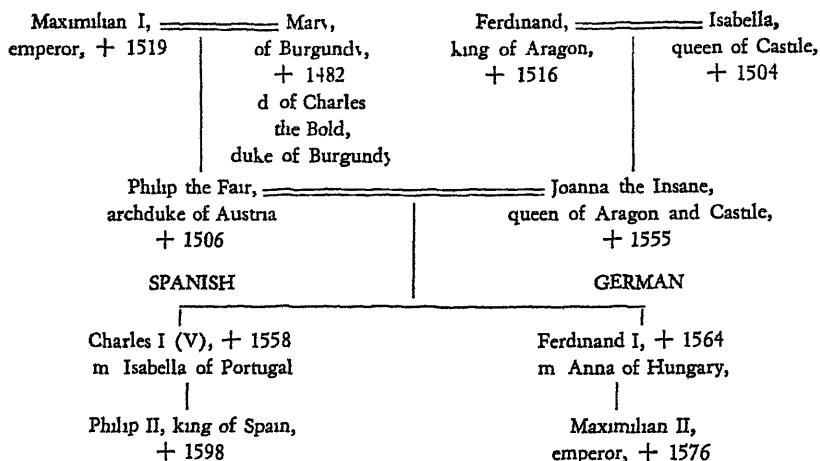 Maximilian I,
emperor, + 1519
Mary,
of Burgundy,
+ 1482
d of Charles
the Bold,
duke of Burgundy
Ferdinand,
king of Aragon,
+ 1516
Isabella,
queen of Castile,
+ 1504
Philip the Fair,
archduke of Austria
+ 1506
Joanna the Insane,
queen of Aragon and Castile,
+ 1555
SPANISH
GERMAN
Charles I (V), + 1558
m Isabella of Portugal
Ferdinand I, + 1564
m Anna of Hungary,
Philip II, king of Spain,
+ 1598
Maximilian II,
emperor, + 1576